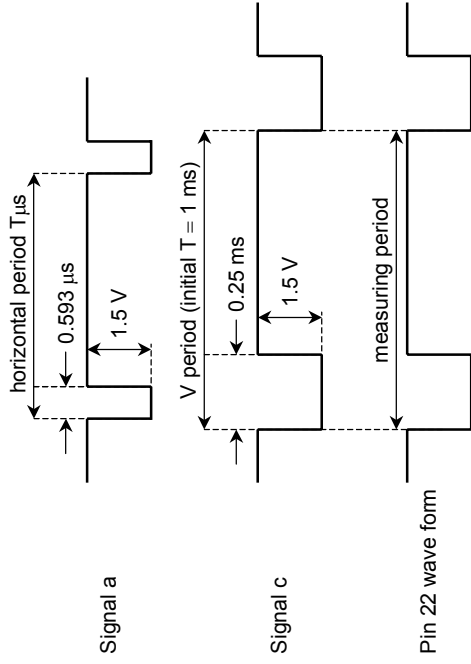 Signal a
horizontal period Tµs
0.593 µs
1.5 V
Signal c
V period (initial T = 1 ms)
0.25 ms
1.5 V
Pin 22 wave form
measuring period